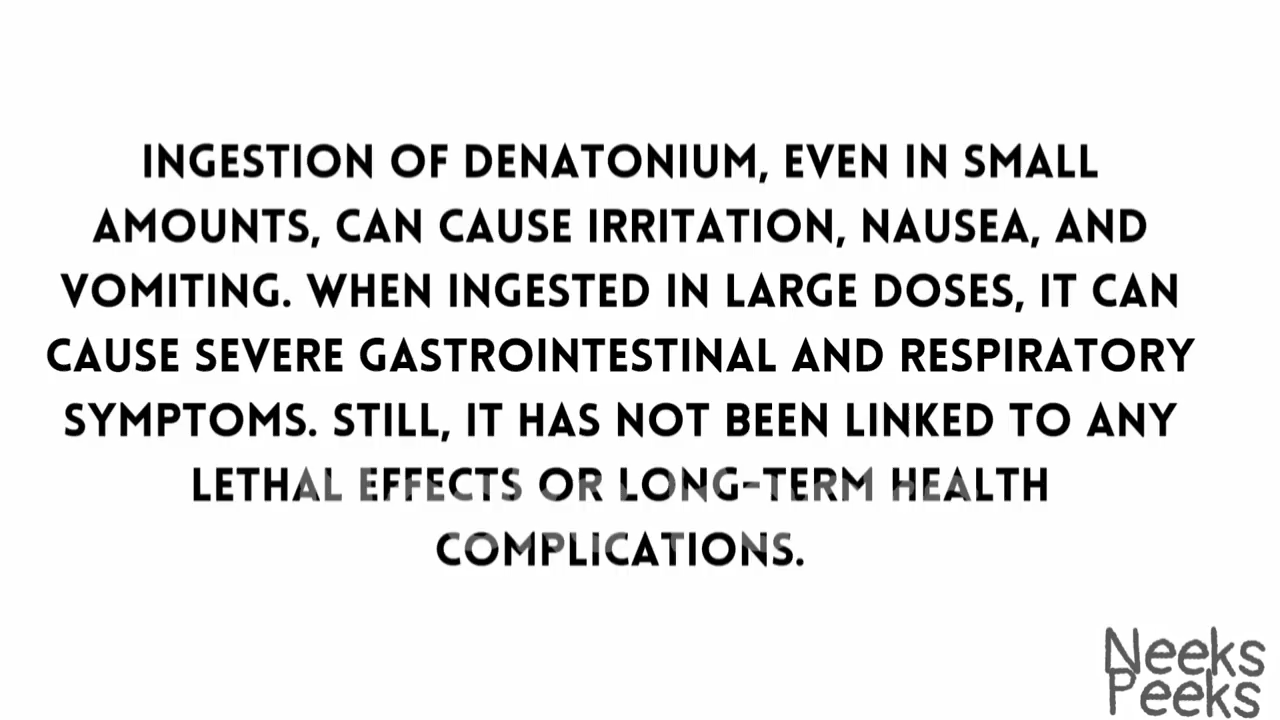 INGESTION OF DENATONIUM, EVEN IN SMALL
AMOUNTS, CAN CAUSE IRRITATION, NAUSEA, AND
VOMITING. WHEN INGESTED IN LARGE DOSES, IT CAN
CAUSE SEVERE GASTROINTESTINAL AND RESPIRATORY
SYMPTOMS. STILL, IT HAS NOT BEEN LINKED TO ANY
LETHAL EFFECTS OR LONG-TERM HEALTH
COMPLICATIONS.
Neeks
Peeks